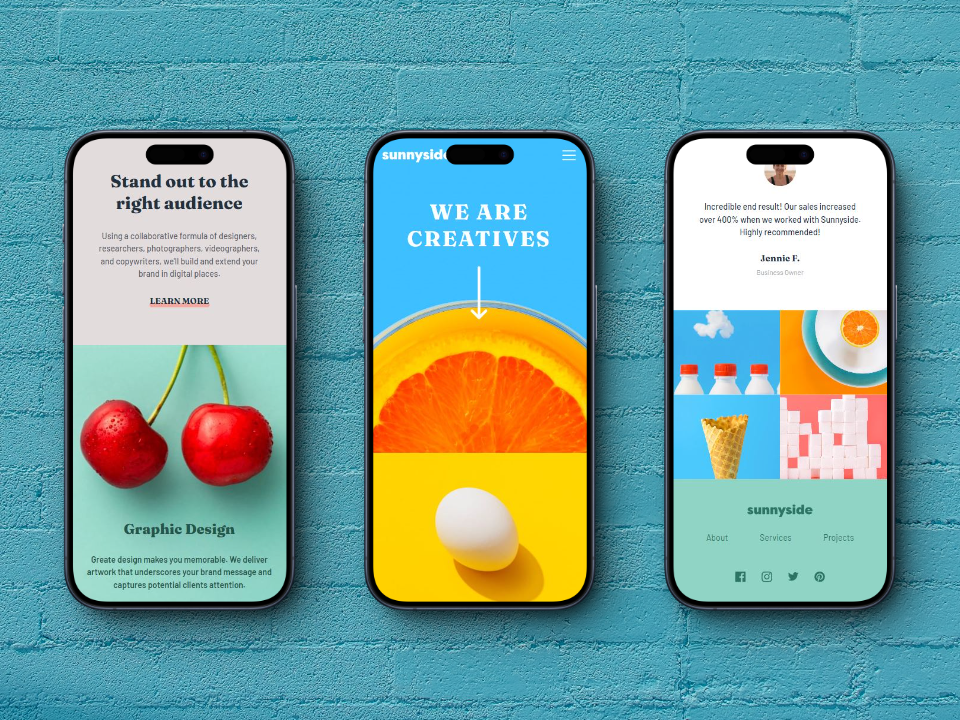 Stand out to the
right audience
Using a collaborative formula of designers,
researchers, photographers, videographers,
and copywriters, we'll build and extend your
brand in digital places.
LEARN MORE
Graphic Design
Greate design makes you memorable. We deliver
artwork that underscores your brand message and
captures potential clients attention.
sunnyside
WE ARE
CREATIVES
Incredible end result! Our sales increased
over 400% when we worked with Sunnyside.
Highly recommended!
Jennie F.
Business Owner
sunnyside
About Services Projects